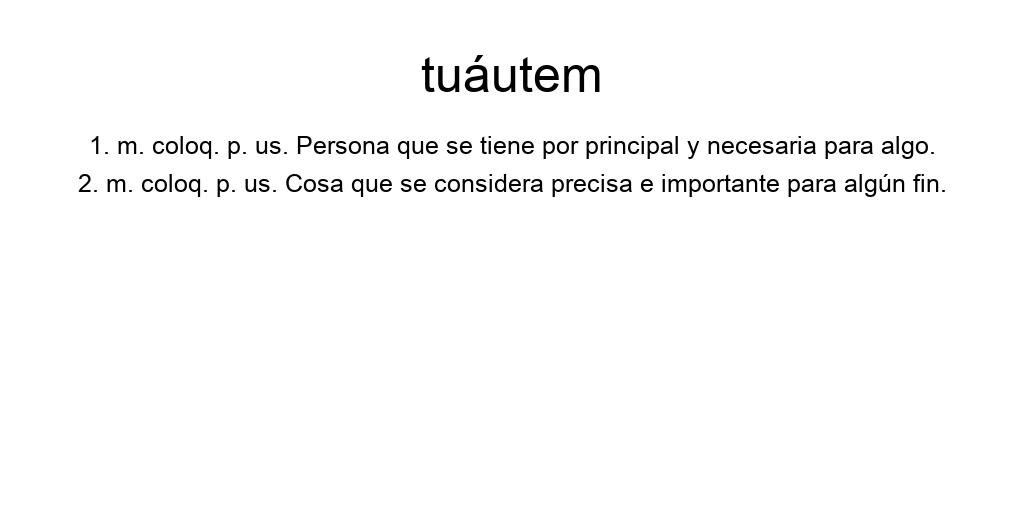 tuáutem
1. m. coloq. p. us. Persona que se tiene por principal y necesaria para algo.
2. m. coloq. p. us. Cosa que se considera precisa e importante para algún fin.